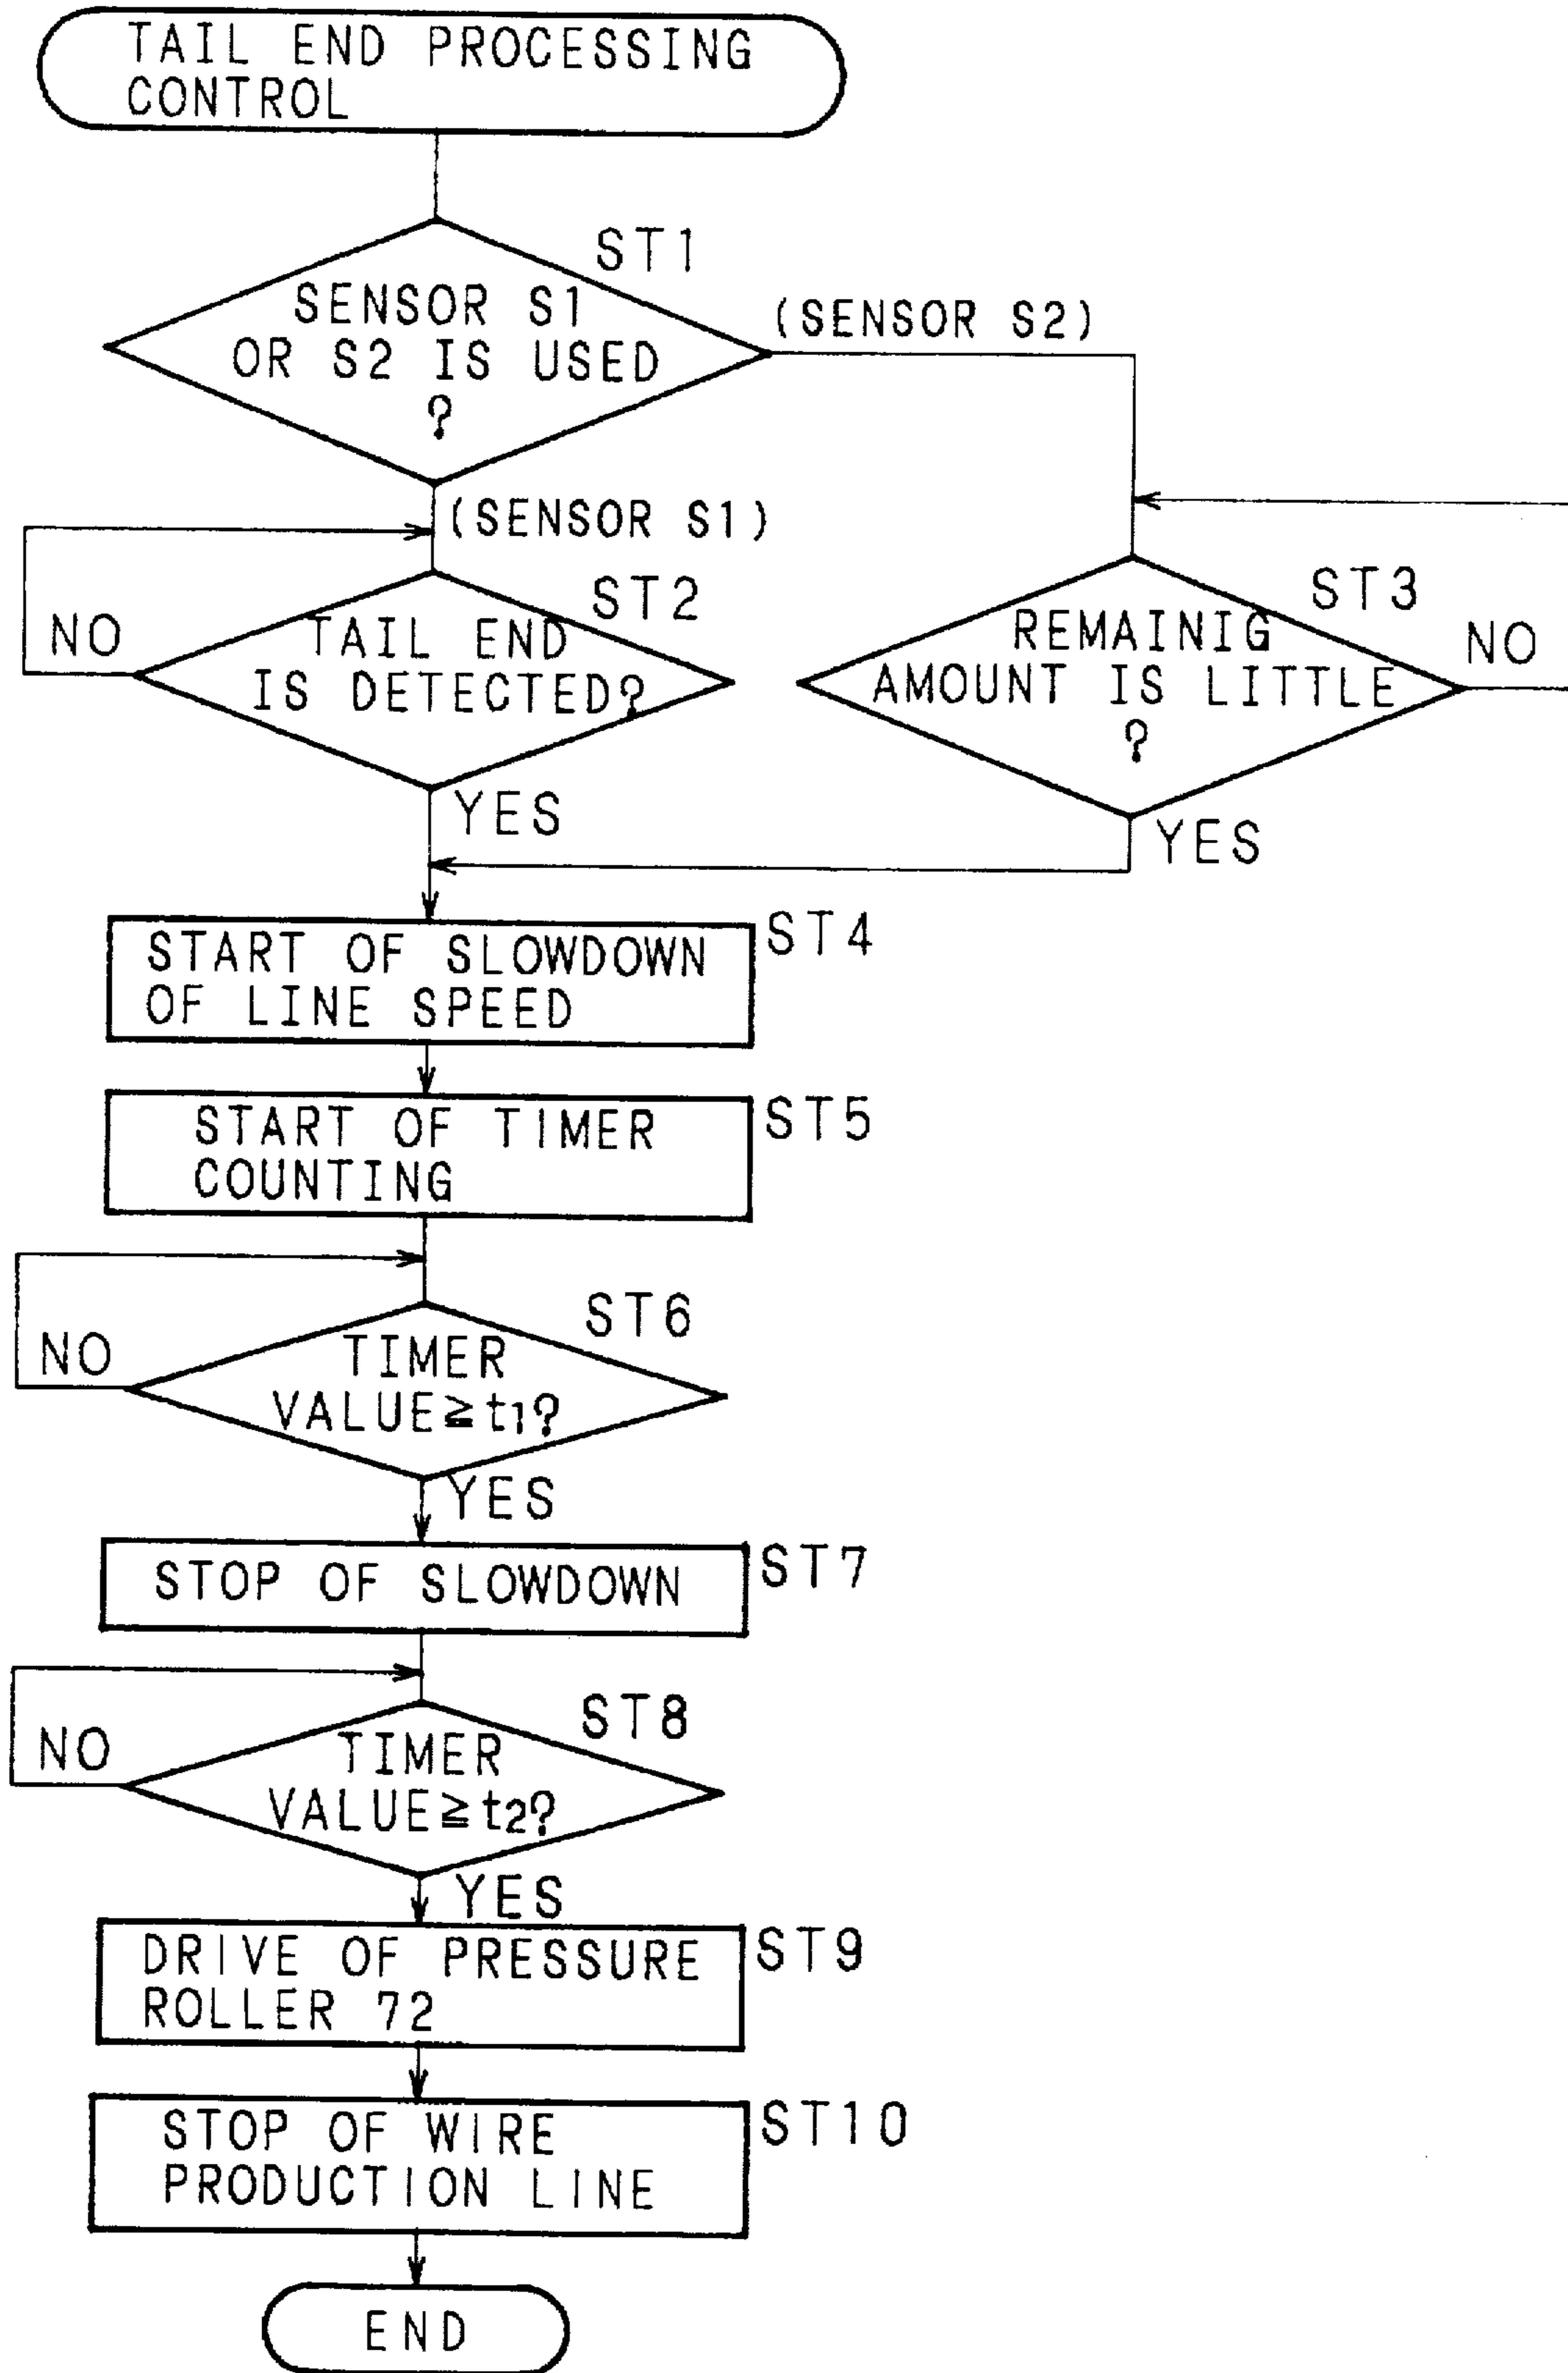 TAIL END PROCESSING
CONTROL
ST1
SENSOR S1
OR S2 IS USED
?
(SENSOR S2)
(SENSOR S1)
ST2
TAIL END
IS DETECTED?
NO
YES
ST3
REMAINIG
AMOUNT IS LITTLE
?
NO
YES
START OF SLOWDOWN
OF LINE SPEED
ST4
START OF TIMER
COUNTING
ST5
ST6
TIMER
VALUE≧t1?
NO
YES
STOP OF SLOWDOWN
ST7
ST8
TIMER
VALUE≧t2?
NO
YES
DRIVE OF PRESSURE
ROLLER 72
ST9
STOP OF WIRE
PRODUCTION LINE
ST10
END